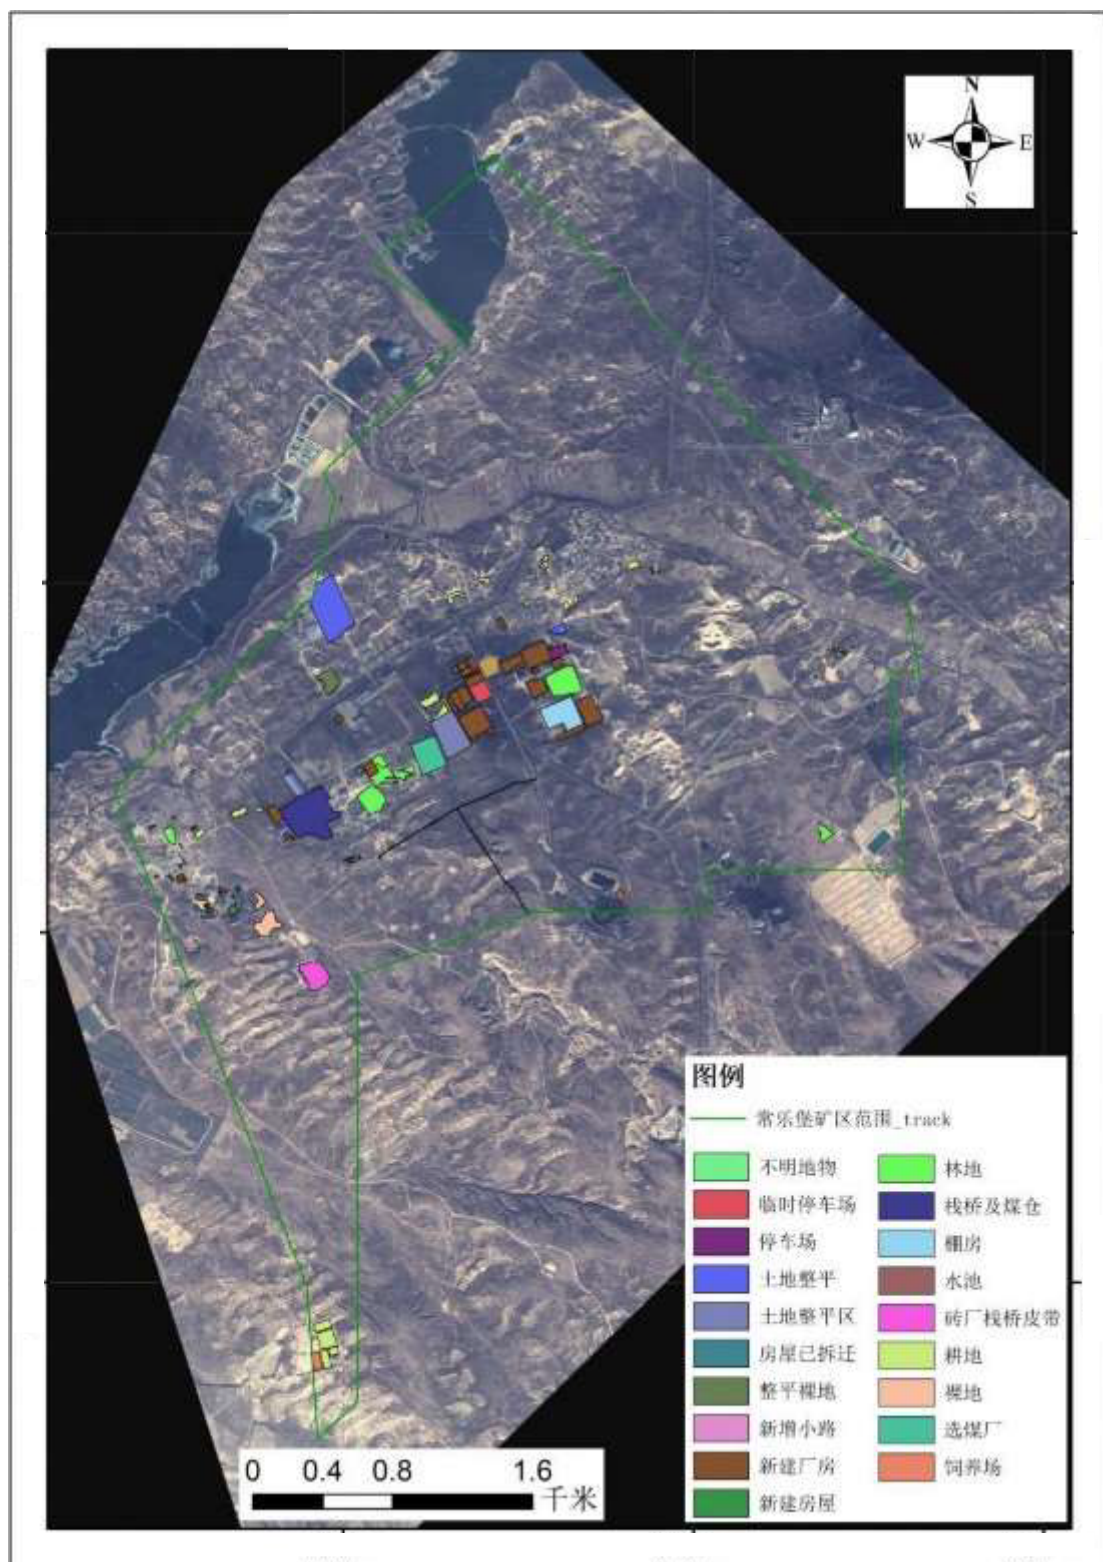 N
W E
S
图例
常乐堡矿区范围_track
不明地物 林地
临时停车场 栈桥及煤仓
停车场 棚房
土地整平 水池
土地整平区 砖厂栈桥皮带
房屋已拆迁 耕地
整平裸地 裸地
新增小路 选煤厂
新建厂房 饲养场
新建房屋
0 0.4 0.8 1.6
千米